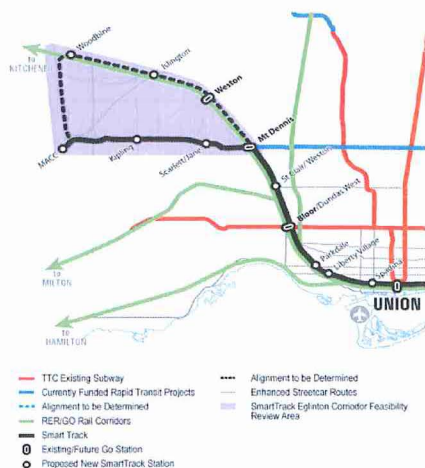 Woodbine
TO
KITCHENER
Islington
Weston
Mt Dennis
MACC
Kipling
Scarlett/Jane
St Clair/Weston
Bloor/Dundas West
Parkdale
Liberty Village
Spadina
UNION
TO
MILTON
TO
HAMILTON
TTC Existing Subway
Currently Funded Rapid Transit Projects
Alignment to be Determined
RER/GO Rail Corridors
Smart Track
Existing/Future Go Station
Proposed New SmartTrack Station
Alignment to be Determined
Enhanced Streetcar Routes
SmartTrack Eglinton Corridor Feasibility
Review Area